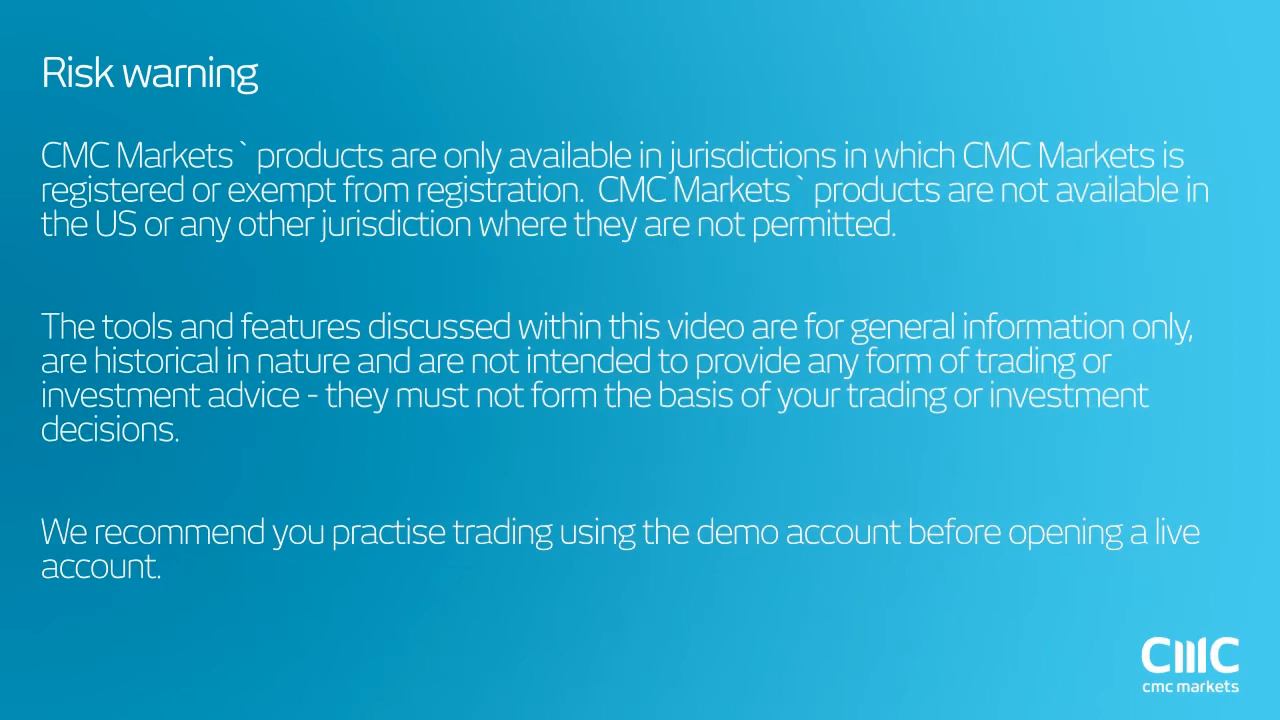 Risk warning
CMC Markets` products are only available in jurisdictions in which CMC Markets is
registered or exempt from registration.  CMC Markets` products are not available in
the US or any other jurisdiction where they are not permitted.
The tools and features discussed within this video are for general information only,
are historical in nature and are not intended to provide any form of trading or
investment advice - they must not form the basis of your trading or investment
decisions.
We recommend you practise trading using the demo account before opening a live
account.
CMC
cmc markets